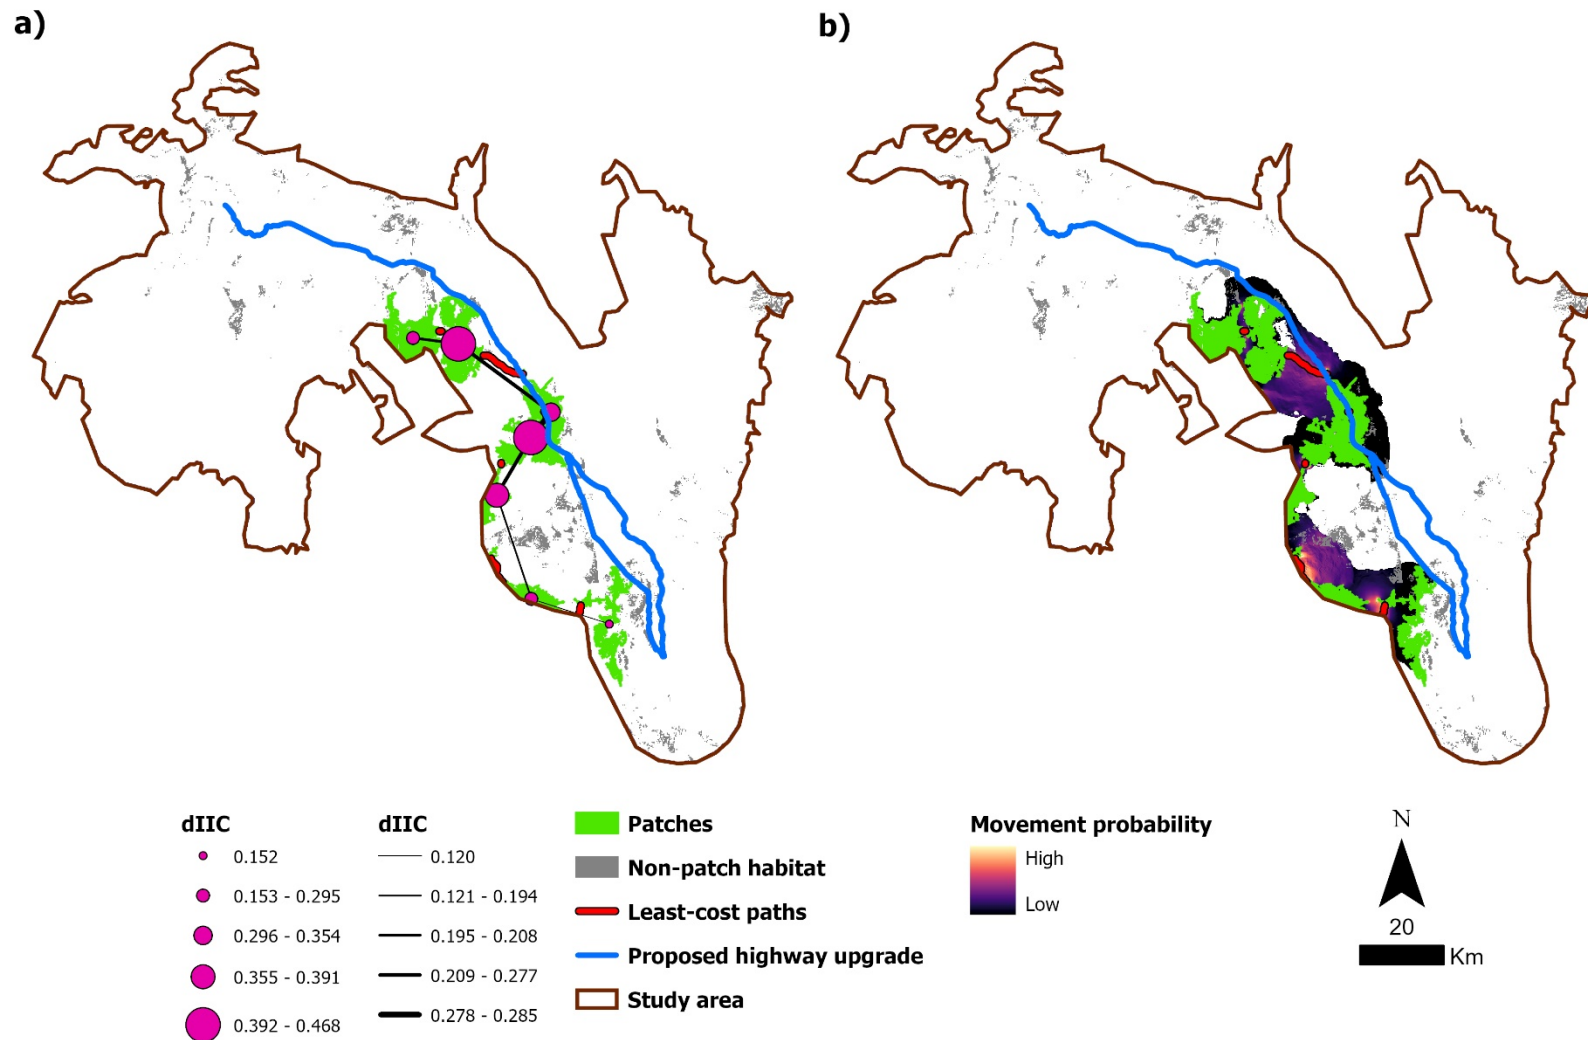 a)
b)
dIIC
0.152
0.153 - 0.295
0.296 - 0.354
0.355 - 0.391
0.392 - 0.468
dIIC
0.120
0.121 - 0.194
0.195 - 0.208
0.209 - 0.277
0.278 - 0.285
Patches
Non-patch habitat
Least-cost paths
Proposed highway upgrade
Study area
Movement probability
High
Low
N
20
Km